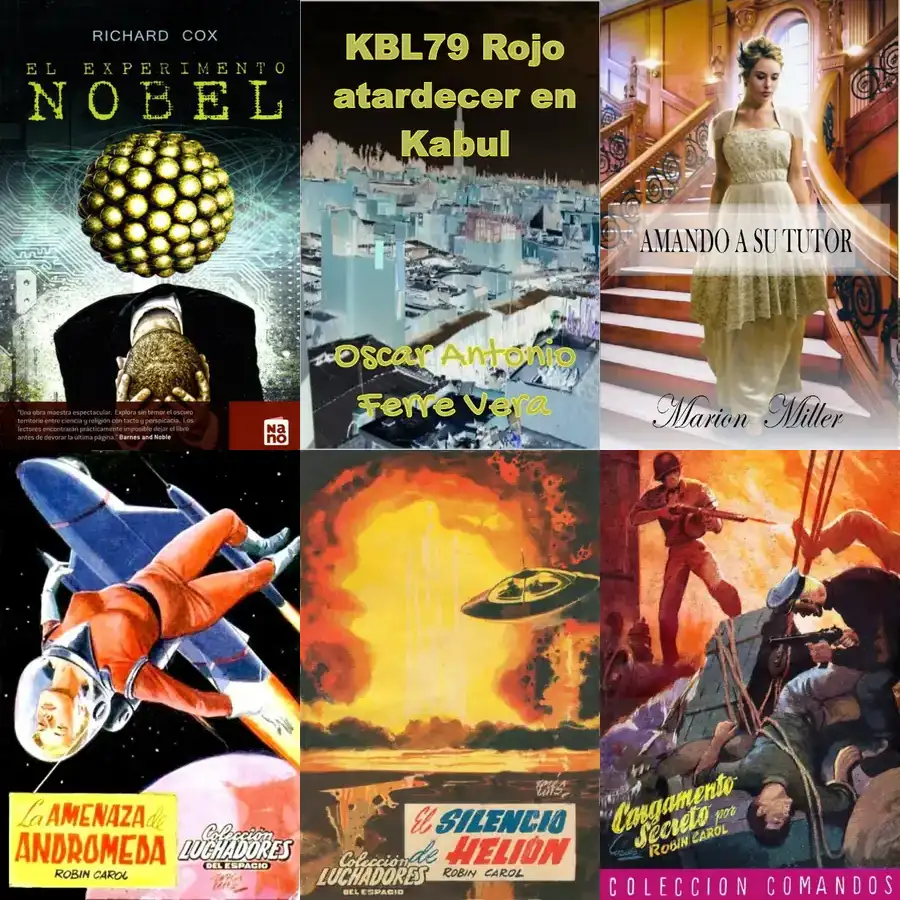 RICHARD COX
EL EXPERIMENTO
NOBEL
"Una obra maestra espectacular. Explora sin temor el oscuro
territorio entre ciencia y religión con tacto y perspicacia. Los
lectores encontrarán prácticamente imposible dejar el libro
antes de devorar la última página." Barnes and Noble
NA
NO
KBL79 Rojo
atardecer en
Kabul
Oscar Antonio
Ferre Vera
AMANDO A SU TUTOR
Marion Miller
La AMENAZA de
ANDROMEDA
ROBIN CAROL
Colección
LUCHADORES
DEL ESPACIO
El SILENCIO
de HELIÓN
ROBIN CAROL
Colección
LUCHADORES
DEL ESPACIO
Cargamento
Secreto por
ROBIN CAROL
COLECCION COMANDOS